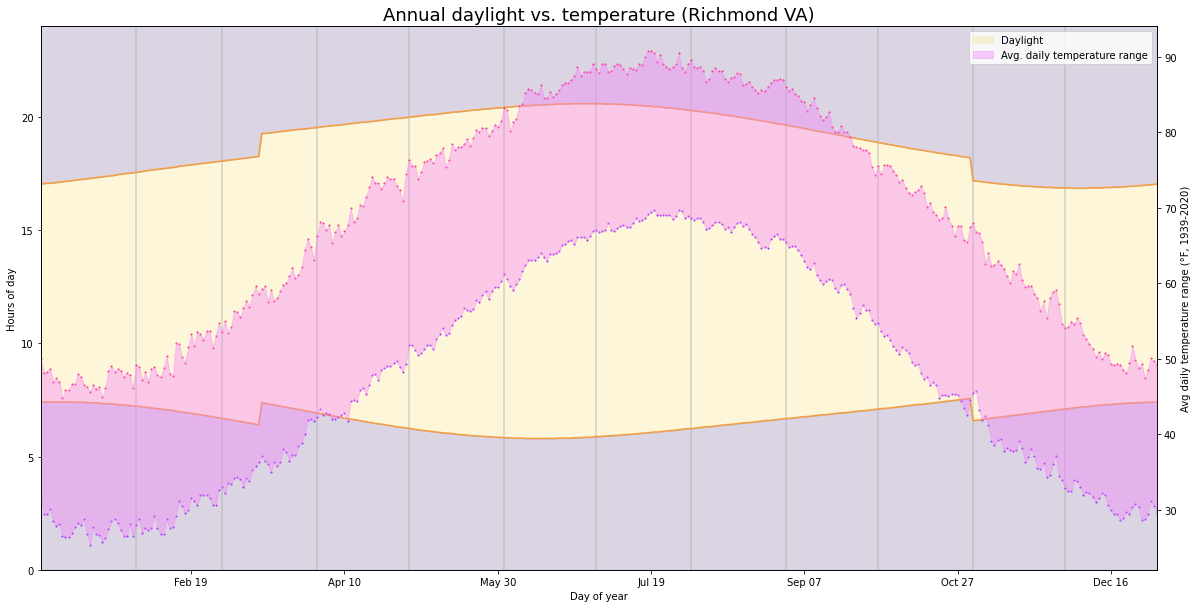 Annual daylight vs. temperature (Richmond VA)
Daylight
Avg. daily temperature range
20
15
10
5
0
Hours of day
90
80
70
60
50
40
30
Avg daily temperature range (°F, 1939-2020)
Feb 19
Apr 10
May 30
Jul 19
Sep 07
Oct 27
Dec 16
Day of year